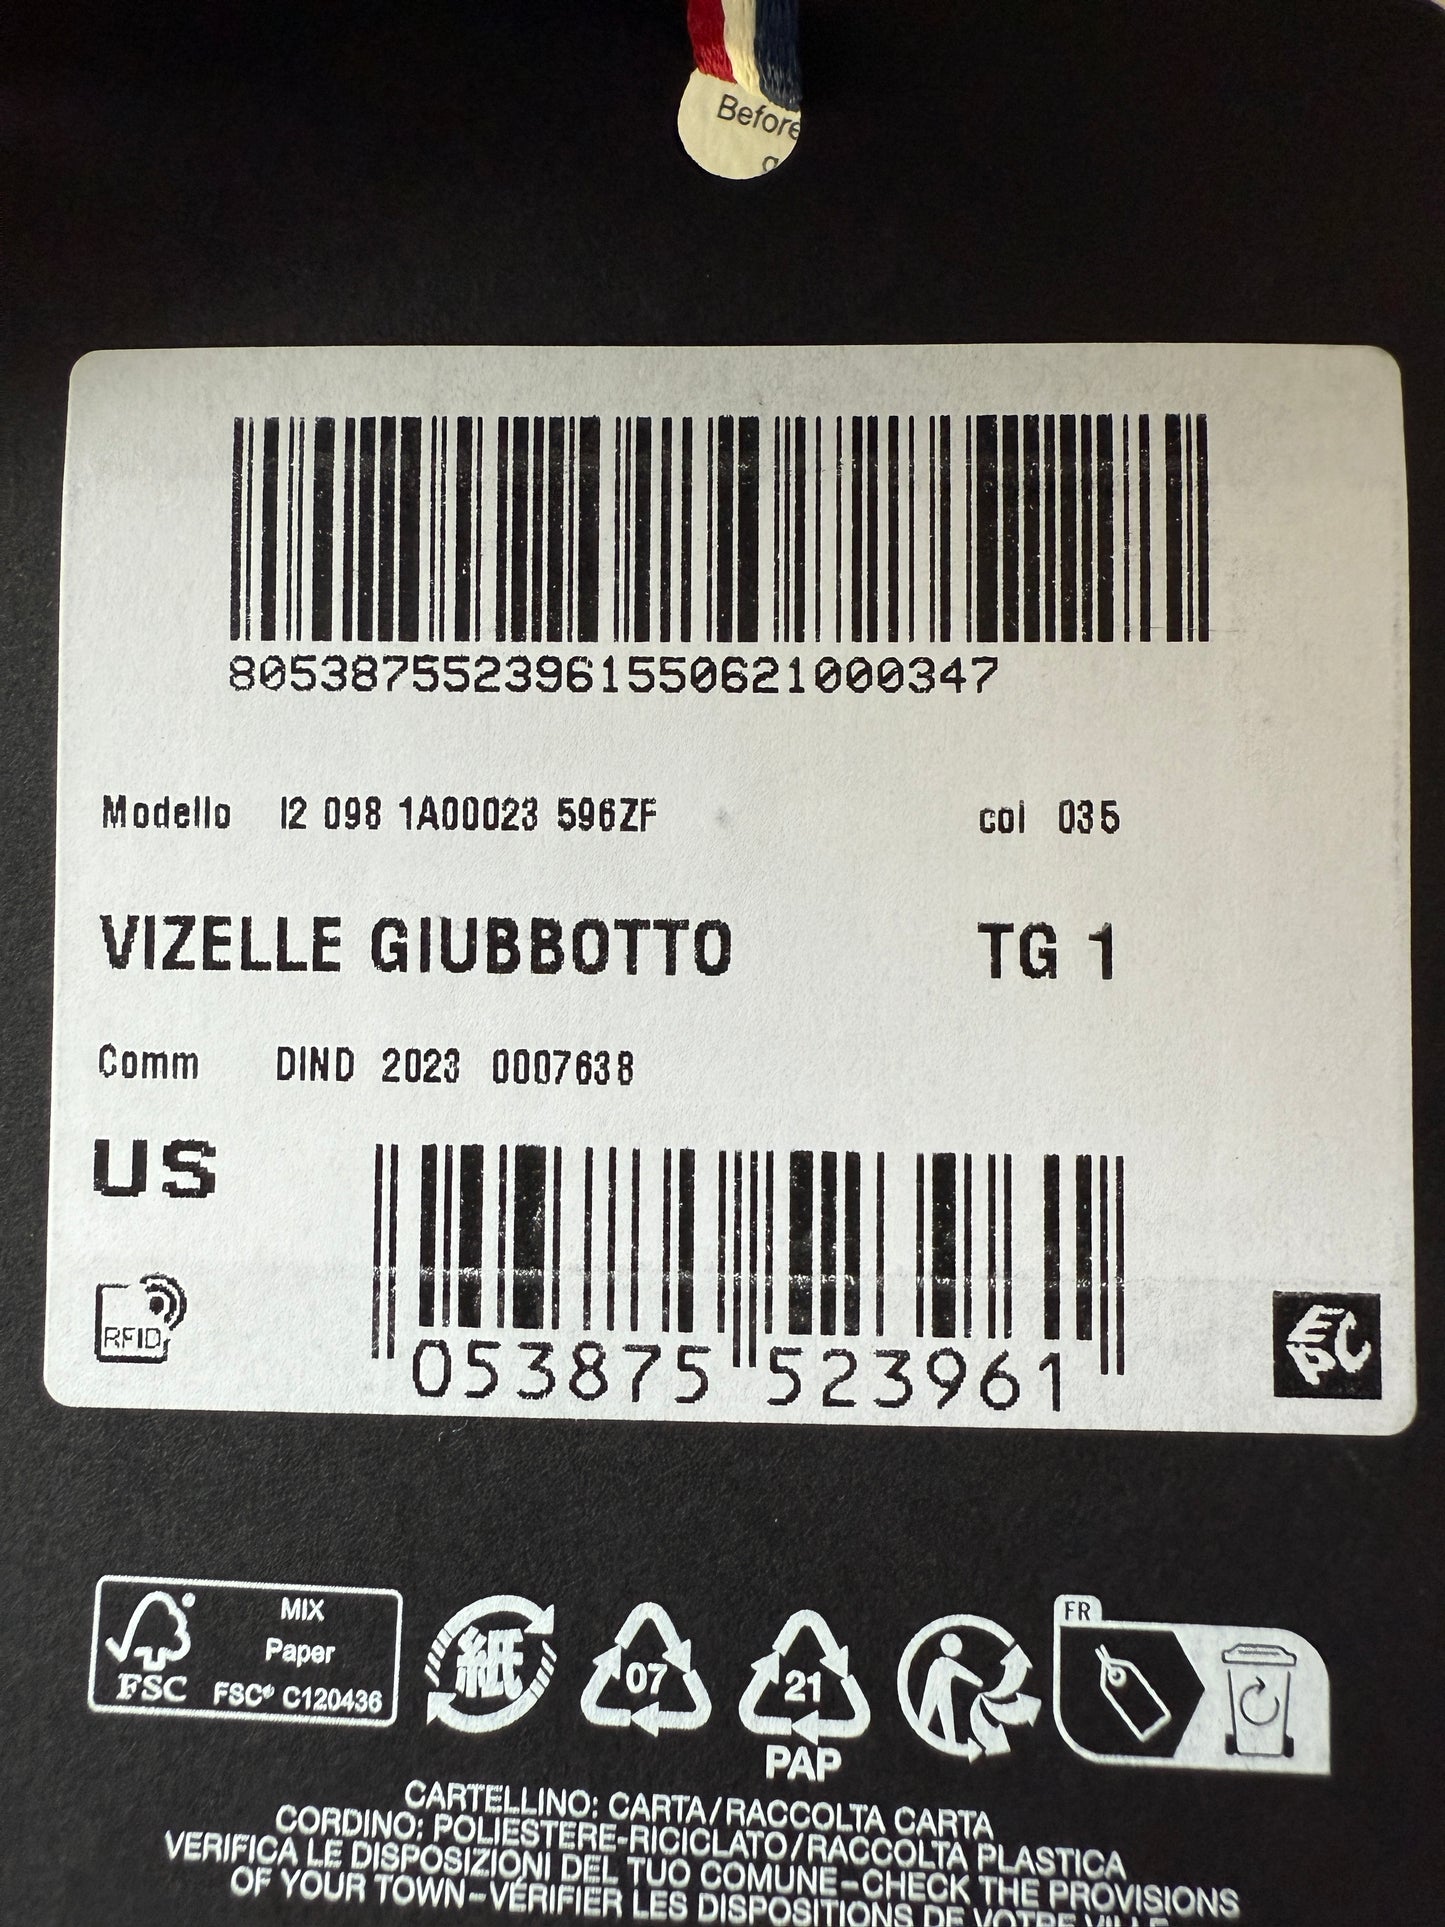 Before
80538755239615506210003​47
Modello I2 098 1A00023 596ZF col 035
VIZELLE GIUBBOTTO TG 1
Comm DIND 2023 0007638
US
RFID
053875 523961
EC
FSC
MIX
Paper
FSC® C120436
紙
07
21
PAP
FR
CARTELLINO: CARTA/RACCOLTA CARTA
CORDINO: POLIESTERE-RICICLATO/RACCOLTA PLASTICA
VERIFICA LE DISPOSIZIONI DEL TUO COMUNE-CHECK THE PROVISIONS
OF YOUR TOWN-VÉRIFIER LES DISPOSITIONS DE VOTRE VILLE